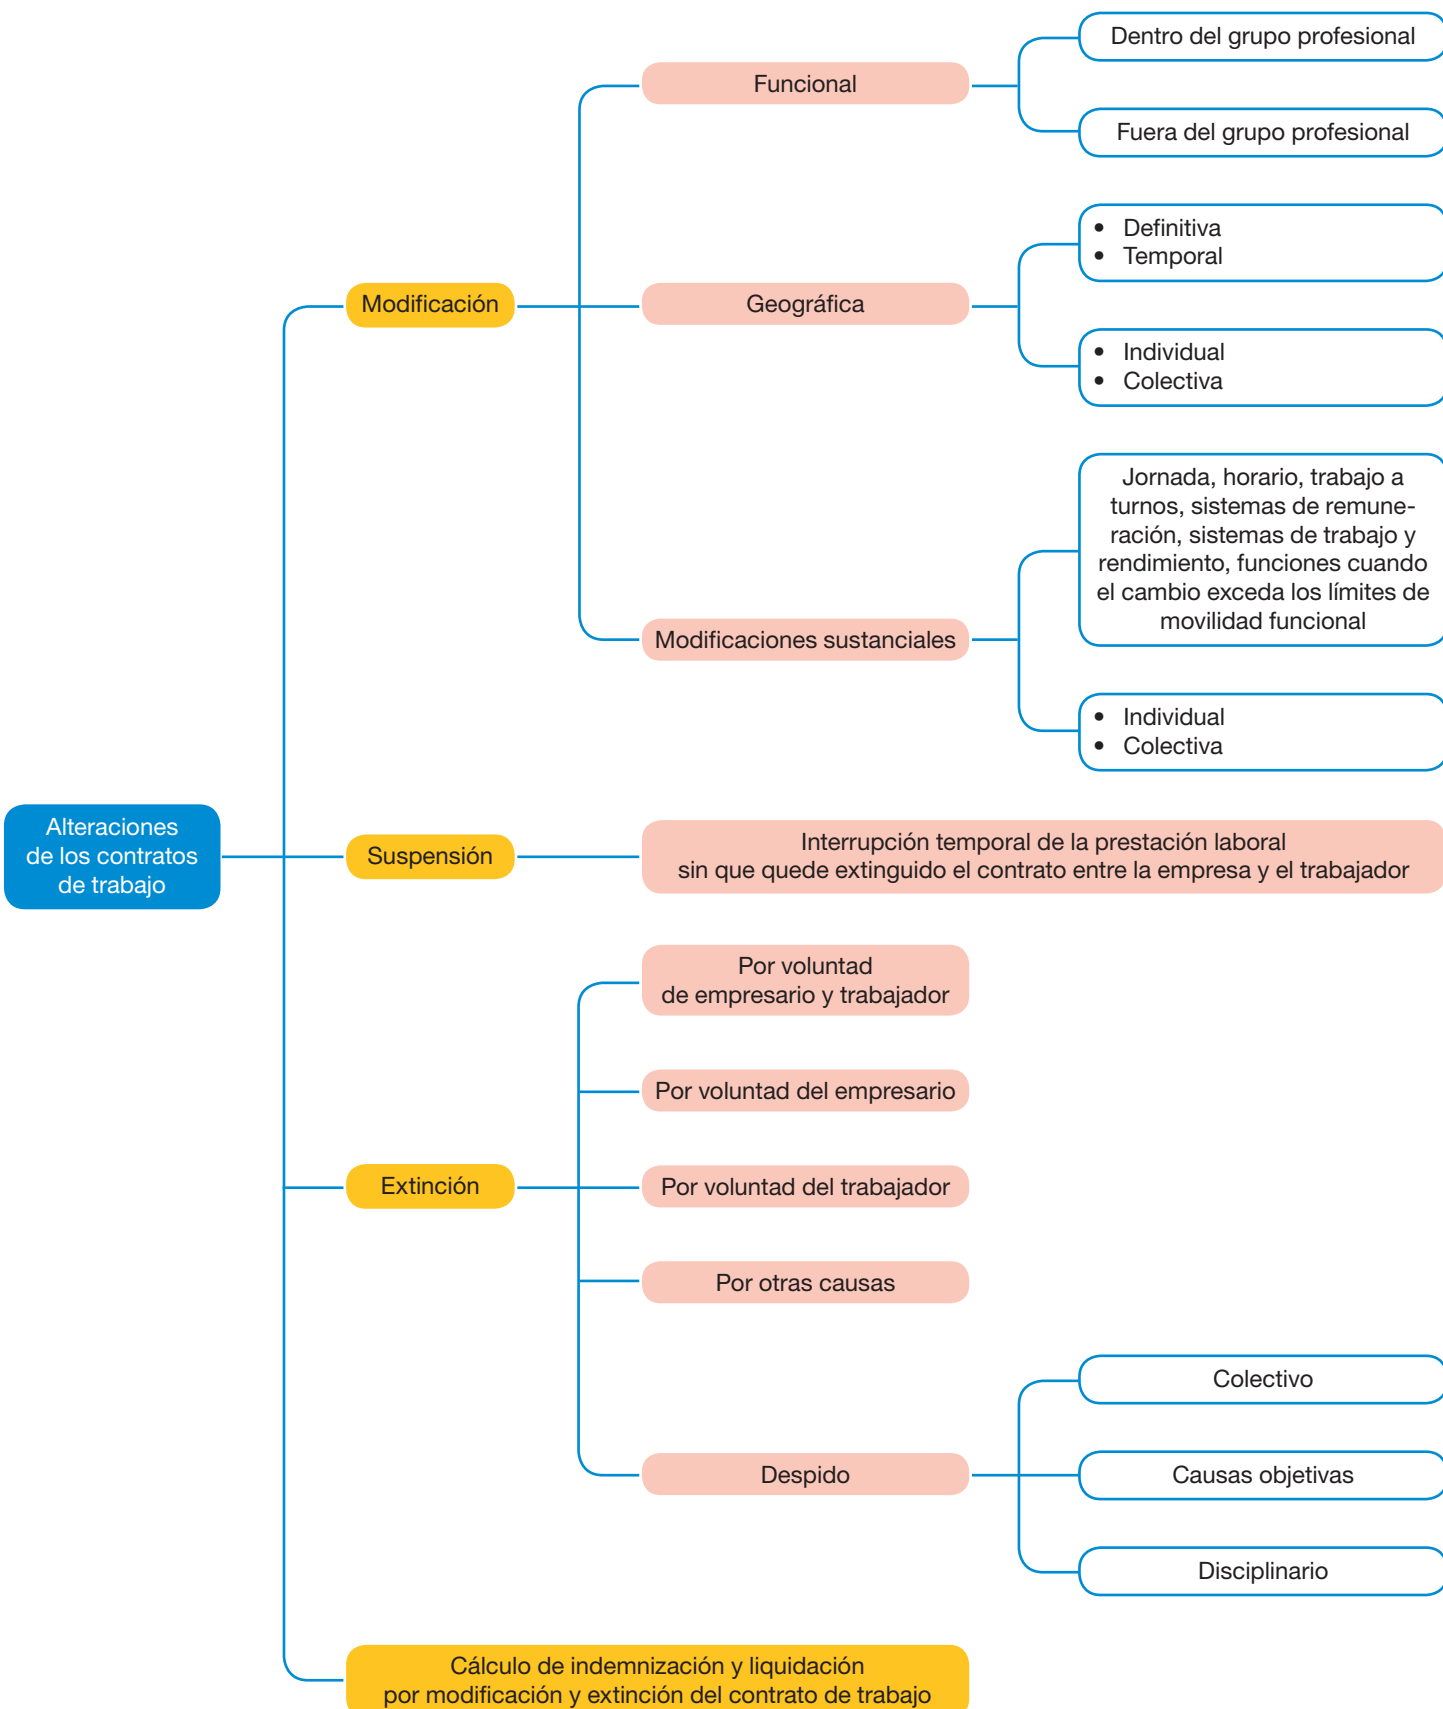 Dentro del grupo profesional
Funcional
Fuera del grupo profesional
• Definitiva
• Temporal
Modificación
Geográfica
• Individual
• Colectiva
Jornada, horario, trabajo a
turnos, sistemas de remune-
ración, sistemas de trabajo y
rendimiento, funciones cuando
el cambio exceda los límites de
movilidad funcional
Modificaciones sustanciales
• Individual
• Colectiva
Alteraciones
de los contratos
de trabajo
Suspensión
Interrupción temporal de la prestación laboral
sin que quede extinguido el contrato entre la empresa y el trabajador
Por voluntad
de empresario y trabajador
Por voluntad del empresario
Extinción
Por voluntad del trabajador
Por otras causas
Colectivo
Despido
Causas objetivas
Disciplinario
Cálculo de indemnización y liquidación
por modificación y extinción del contrato de trabajo